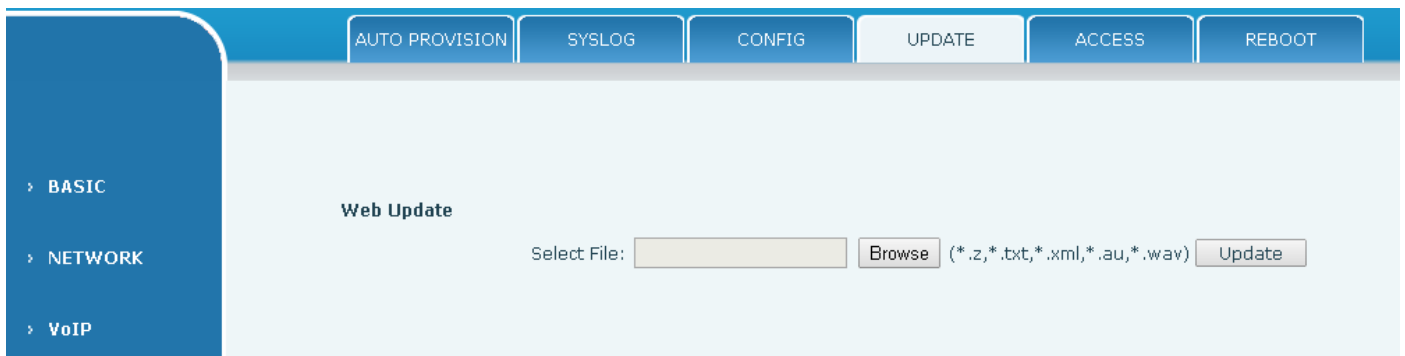 AUTO PROVISION SYSLOG CONFIG UPDATE ACCESS REBOOT
› BASIC
Web Update
Select File: Browse (*.z,*.txt,*.xml,*.au,*.wav) Update
› NETWORK
› VoIP